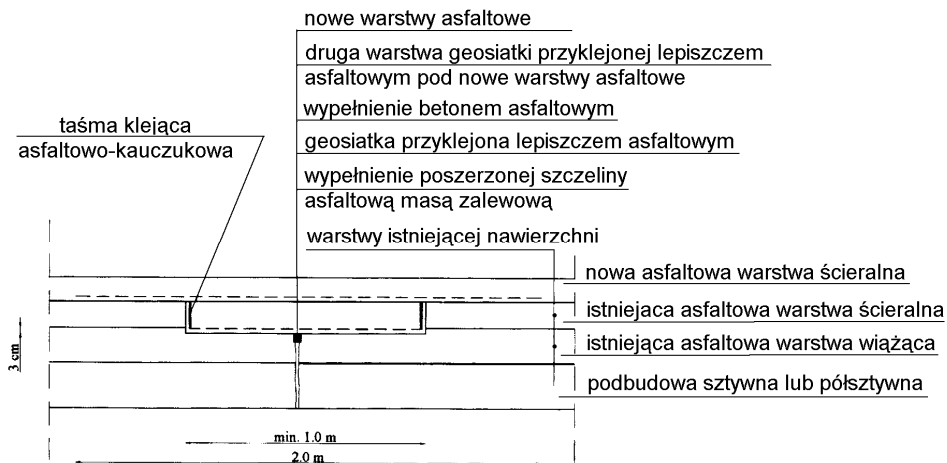 nowe warstwy asfaltowe
druga warstwa geosiatki przyklejonej lepiszczem
asfaltowym pod nowe warstwy asfaltowe
wypełnienie betonem asfaltowym
geosiatka przyklejona lepiszczem asfaltowym
wypełnienie poszerzonej szczeliny
asfaltową masą zalewową
warstwy istniejącej nawierzchni
taśma klejąca
asfaltowo-kauczukowa
nowa asfaltowa warstwa ścieralna
istniejaca asfaltowa warstwa ścieralna
istniejąca asfaltowa warstwa wiążąca
podbudowa sztywna lub półsztywna
3 cm
min. 1.0 m
2.0 m